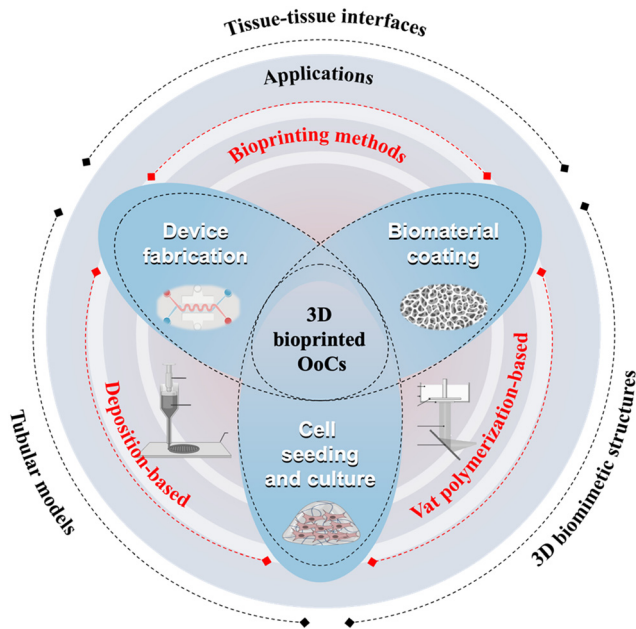 Tissue-tissue interfaces
Applications
Bioprinting methods
Device
fabrication
Biomaterial
coating
3D
bioprinted
OoCs
Cell
seeding
and culture
Deposition-based
Vat polymerization-based
Tubular models
3D biomimetic structures